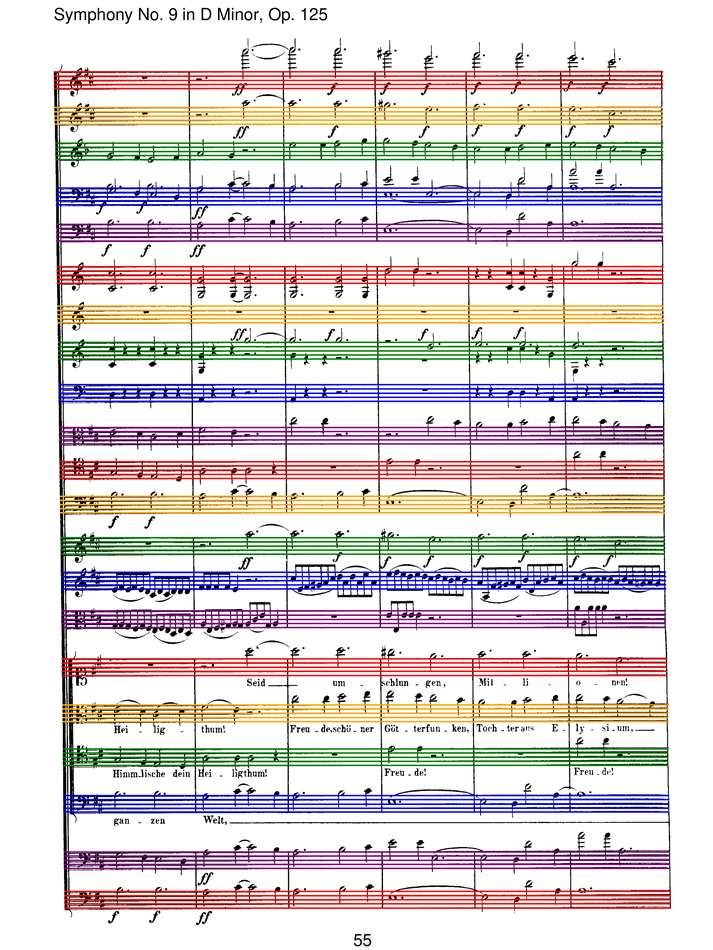 Symphony No. 9 in D Minor, Op. 125
ff f f f f f f f
ff f f f f f f f
f f ff
f f ff
ff f f f f
f f
ff f f f f f f
Seid um - schlun - gen, Mil - li - o - nen!
Hei - lig - thum! Freu - de, schö - ner Göt - terfun - ken, Toch - ter aus E - ly - si - um,
Himm - lische dein Hei - ligthum! Freu - de! Freu - de!
gan - zen Welt,
ff
f f ff
55